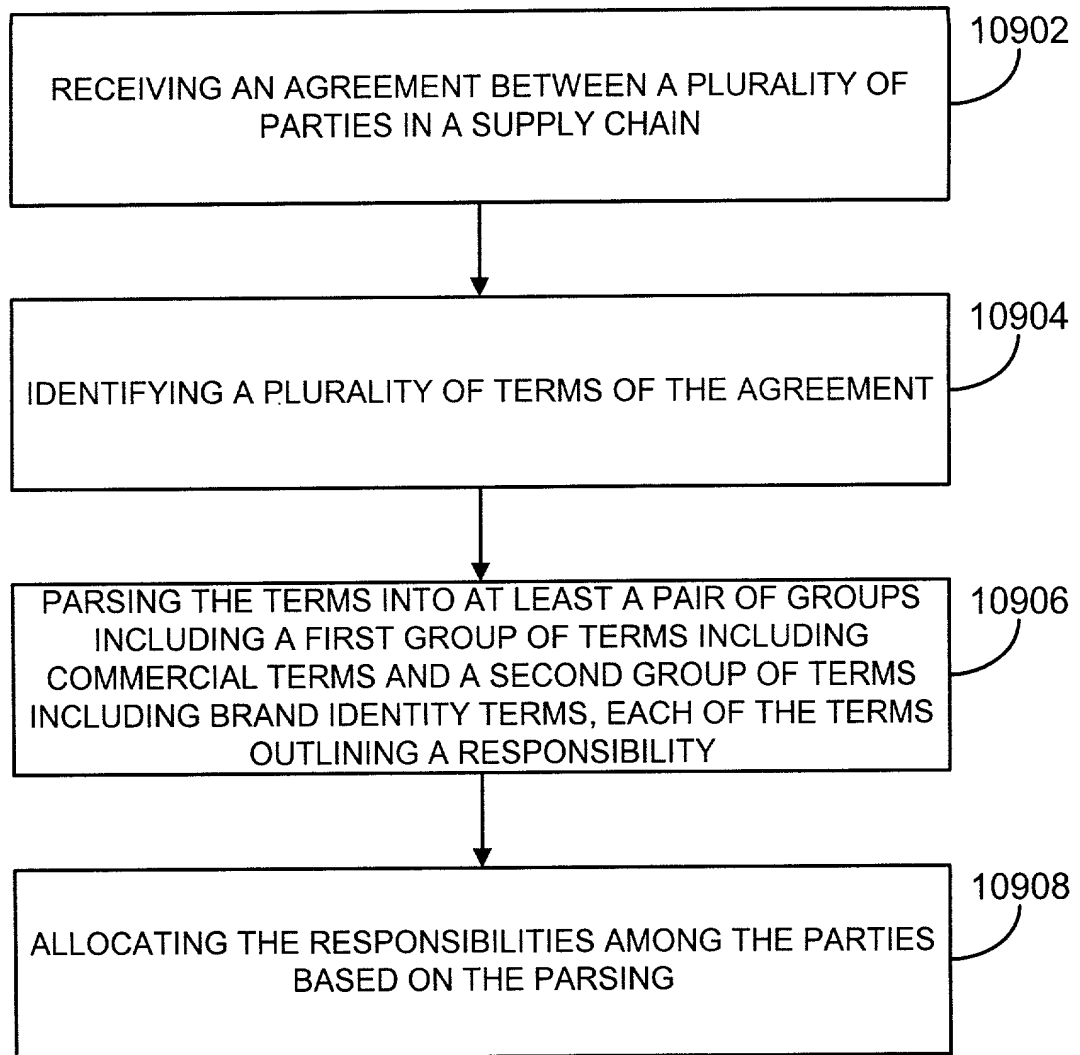 10902
RECEIVING AN AGREEMENT BETWEEN A PLURALITY OF
PARTIES IN A SUPPLY CHAIN
10904
IDENTIFYING A PLURALITY OF TERMS OF THE AGREEMENT
10906
PARSING THE TERMS INTO AT LEAST A PAIR OF GROUPS
INCLUDING A FIRST GROUP OF TERMS INCLUDING
COMMERCIAL TERMS AND A SECOND GROUP OF TERMS
INCLUDING BRAND IDENTITY TERMS, EACH OF THE TERMS
OUTLINING A RESPONSIBILITY
10908
ALLOCATING THE RESPONSIBILITIES AMONG THE PARTIES
BASED ON THE PARSING